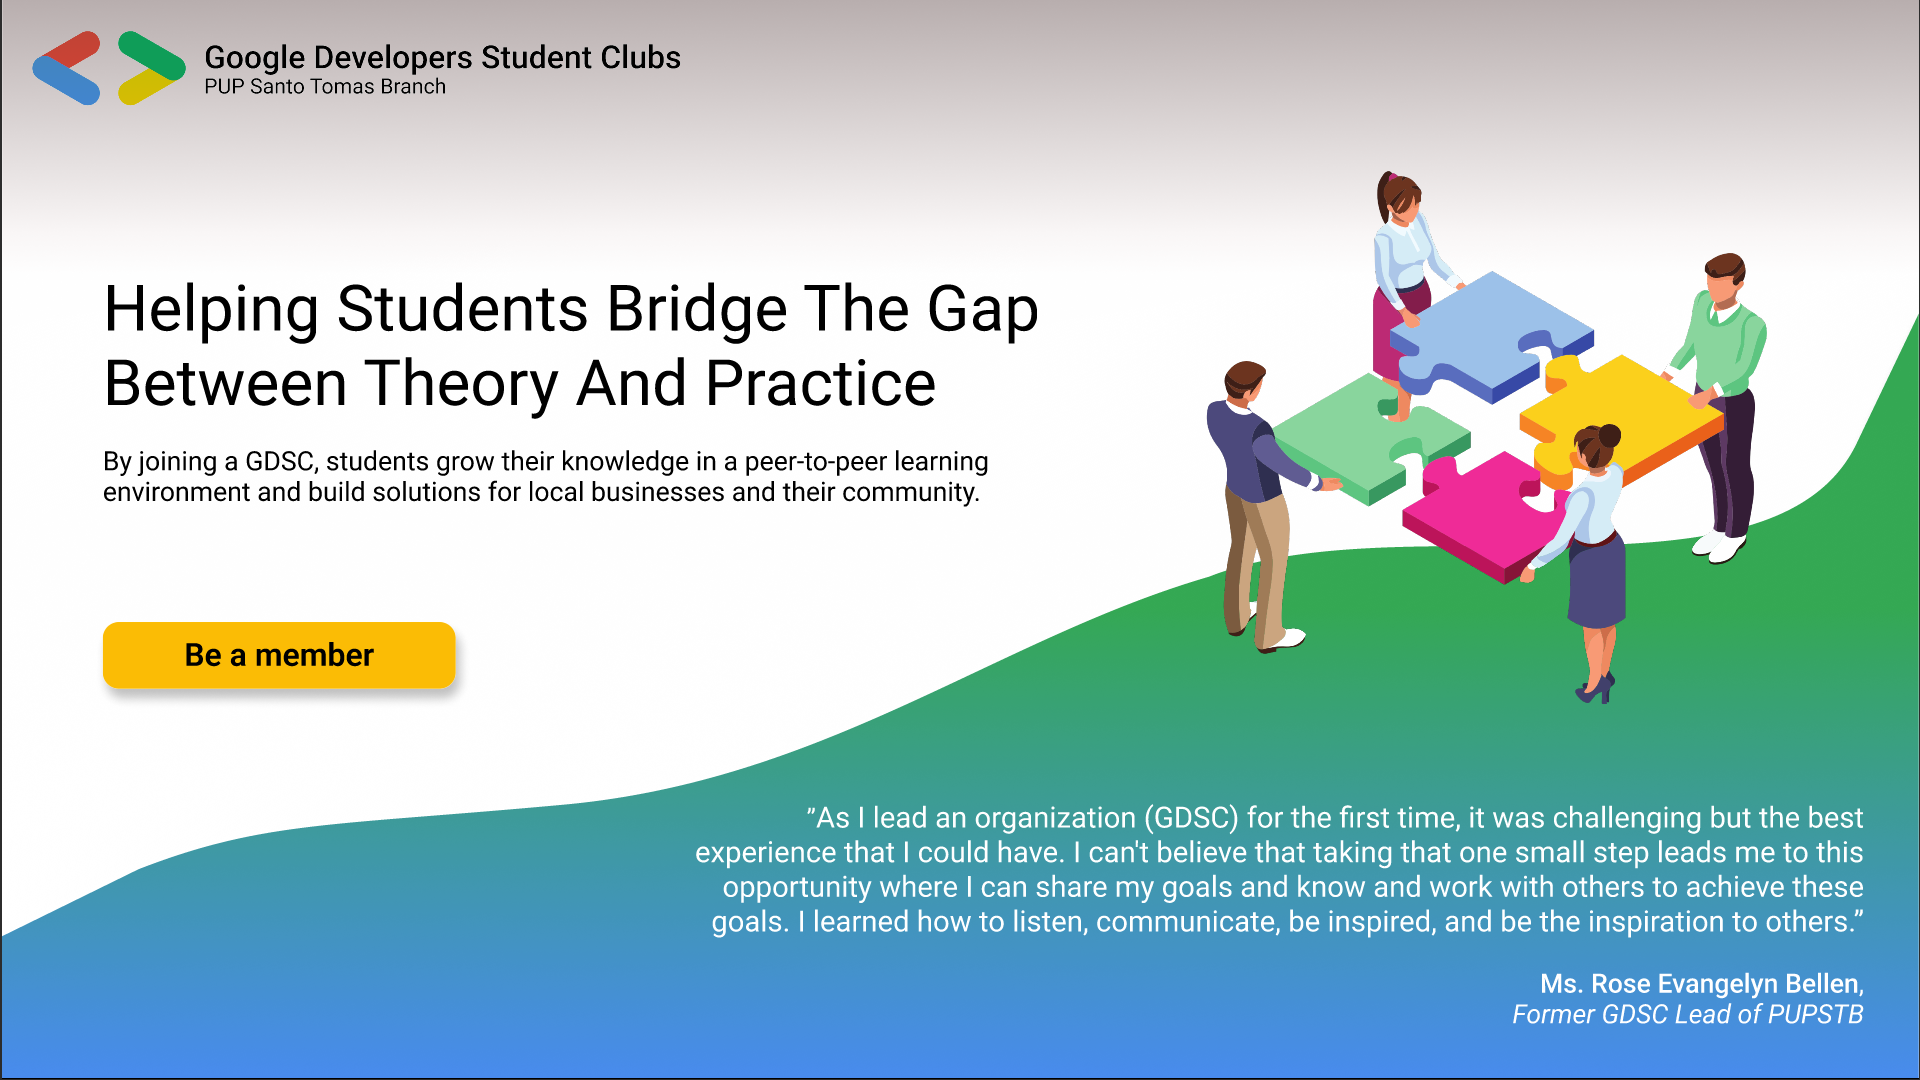 Google Developers Student Clubs
PUP Santo Tomas Branch
Helping Students Bridge The Gap
Between Theory And Practice
By joining a GDSC, students grow their knowledge in a peer-to-peer learning
environment and build solutions for local businesses and their community.
Be a member
”As I lead an organization (GDSC) for the first time, it was challenging but the best
experience that I could have. I can't believe that taking that one small step leads me to this
opportunity where I can share my goals and know and work with others to achieve these
goals. I learned how to listen, communicate, be inspired, and be the inspiration to others.”
Ms. Rose Evangelyn Bellen,
Former GDSC Lead of PUPSTB